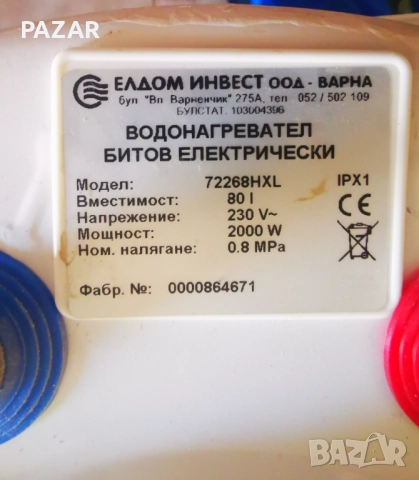 PAZAR
ЕЛДОМ ИНВЕСТ ООД - ВАРНА
бул "Вл Варненчик" 275А, тел 052 / 502 109
БУЛСТАТ. 103004396
ВОДОНАГРЕВАТЕЛ
БИТОВ ЕЛЕКТРИЧЕСКИ
Модел: 72268HXL IPX1
Вместимост: 80 l
Напрежение: 230 V~
Мощност: 2000 W
Ном. налягане: 0.8 MPa
CE
Фабр. №: 0000864671
BAZAR